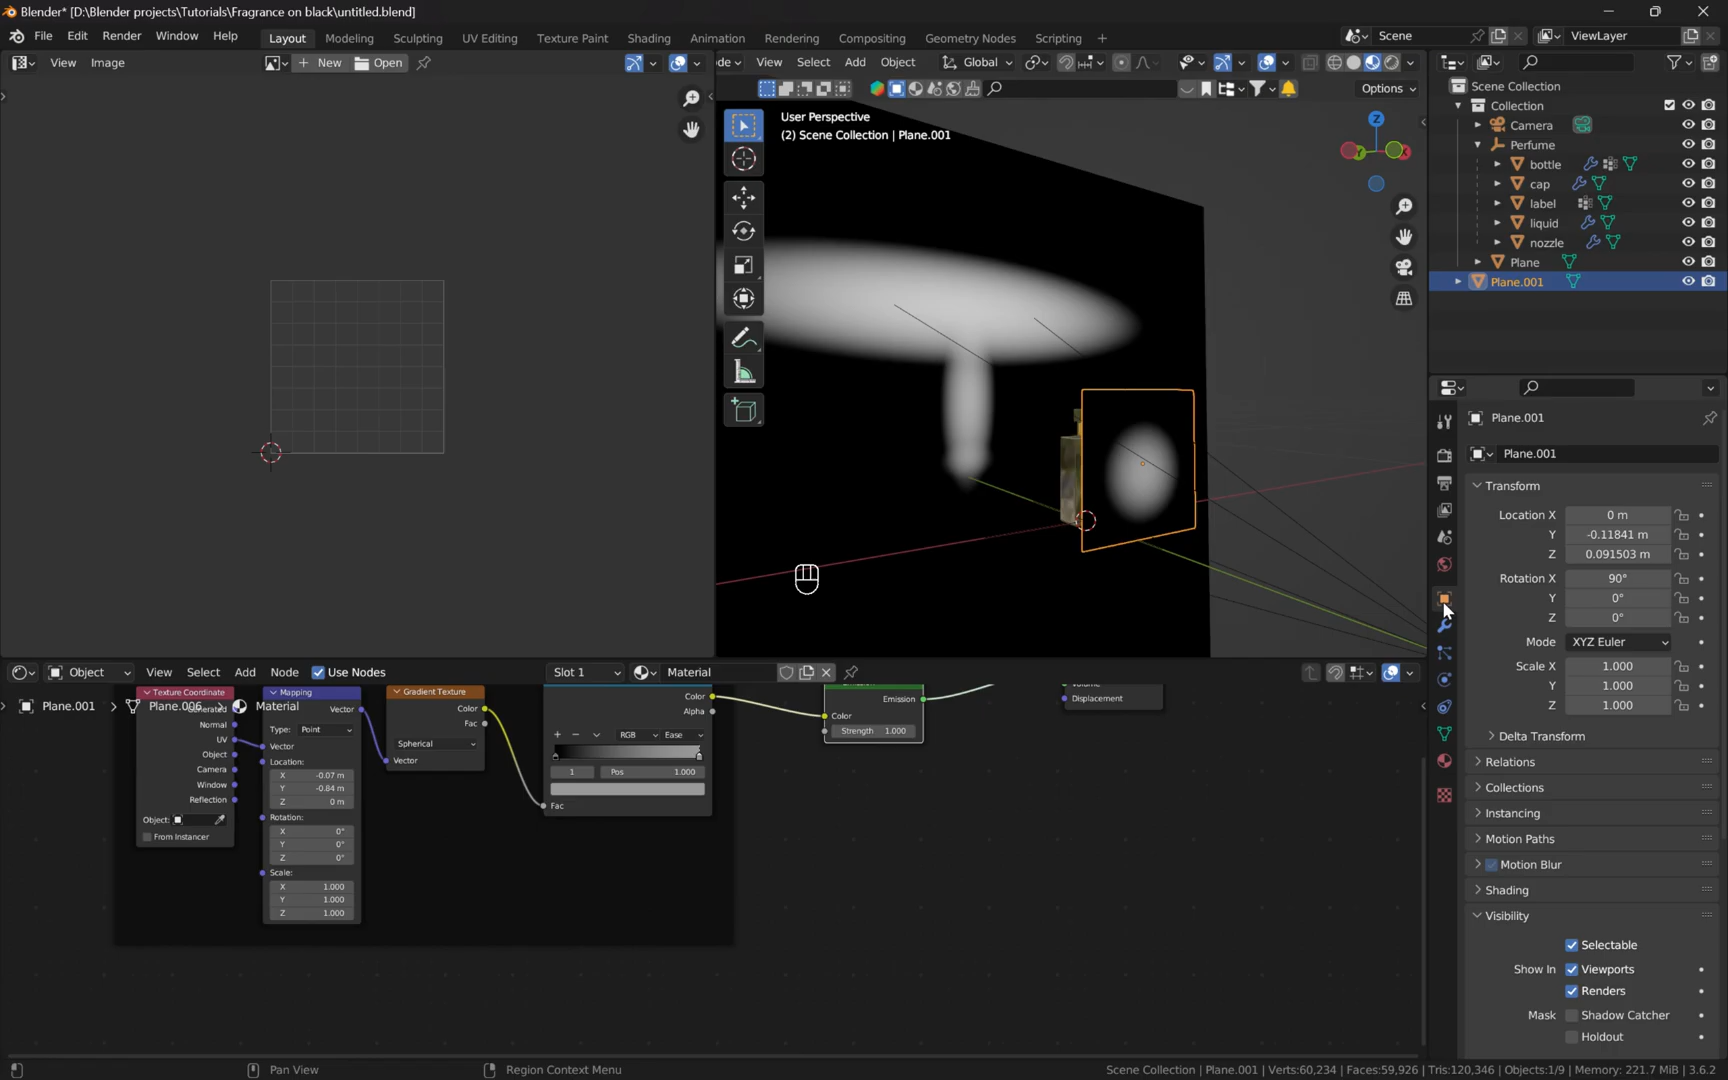 Blender* [D:\Blender projects\Tutorials\Fragrance on black\untitled.blend]
File Edit Render Window Help Layout Modeling Sculpting UV Editing Texture Paint Shading Animation Rendering Compositing Geometry Nodes Scripting + Scene ViewLayer
View Image New Open
View Select Add Object Global
Options
User Perspective
(2) Scene Collection | Plane.001
Scene Collection
Collection
Camera
Perfume
bottle
cap
label
liquid
nozzle
Plane
Plane.001
Plane.001
Plane.001
Transform
Location X 0 m
Y -0.11841 m
Z 0.091503 m
Rotation X 90°
Y 0°
Z 0°
Mode XYZ Euler
Scale X 1.000
Y 1.000
Z 1.000
Delta Transform
Relations
Collections
Instancing
Motion Paths
Motion Blur
Shading
Visibility
Selectable
Show In Viewports
Renders
Mask Shadow Catcher
Holdout
Object View Select Add Node Use Nodes Slot 1 Material
Plane.001 > Plane.006 > Material
Texture Coordinate
Normal
UV
Object
Camera
Window
Reflection
Object:
From Instancer
Mapping
Vector
Type: Point
Vector
Location:
X -0.07 m
Y -0.84 m
Z 0 m
Rotation:
X 0°
Y 0°
Z 0°
Scale:
X 1.000
Y 1.000
Z 1.000
Gradient Texture
Color
Fac
Spherical
Vector
Color
Alpha
RGB Ease
1 Pos 1.000
Fac
Emission
Color
Strength 1.000
Displacement
Pan View Region Context Menu Scene Collection | Plane.001 | Verts:60,234 | Faces:59,926 | Tris:120,346 | Objects:1/9 | Memory: 221.7 MiB | 3.6.2